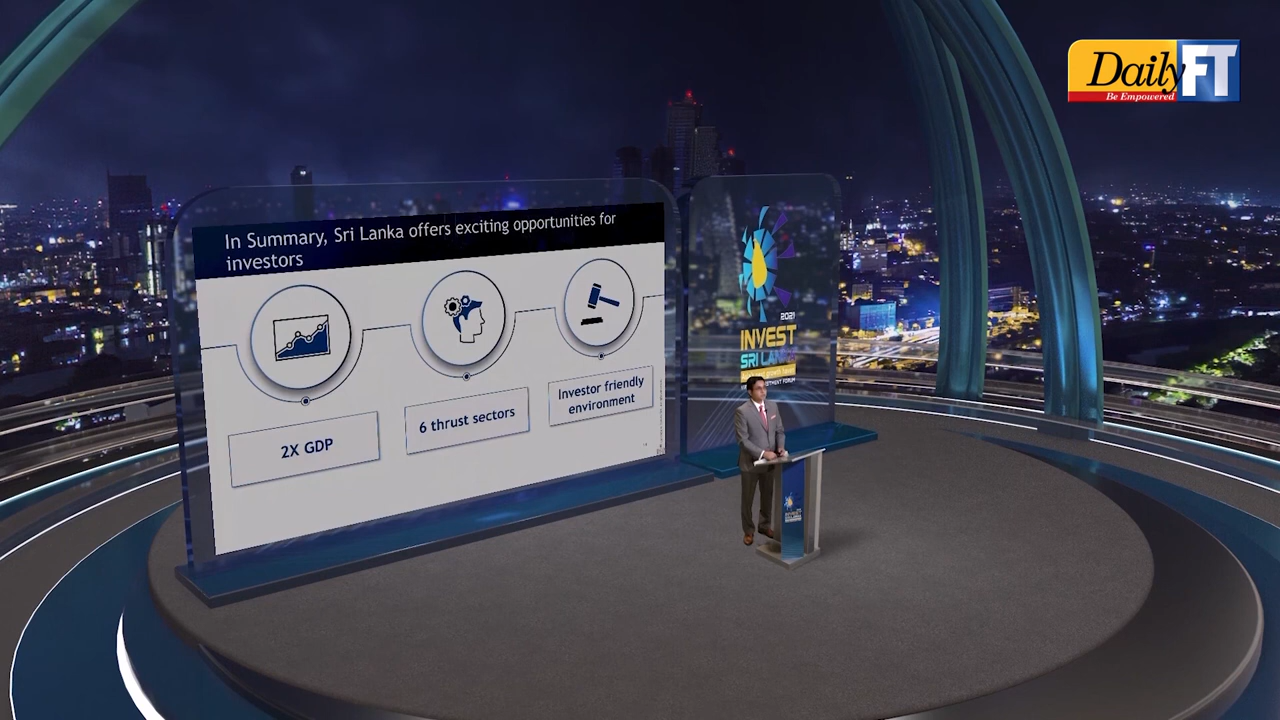 Daily FT
Be Empowered
In Summary, Sri Lanka offers exciting opportunities for
investors
2X GDP
6 thrust sectors
Investor friendly
environment
2021
INVEST
SRI LANKA
INVEST